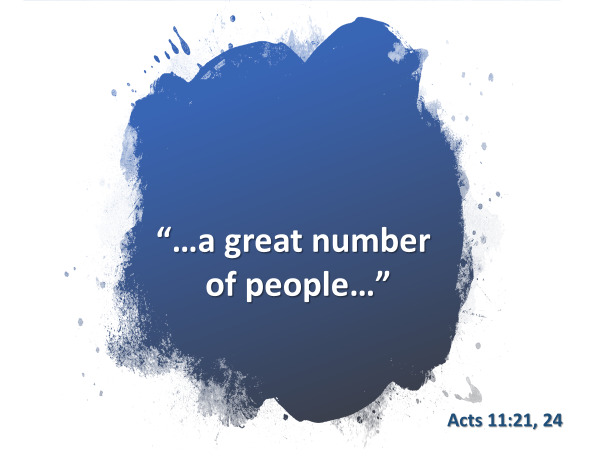 “...a great number
of people...”
Acts 11:21, 24